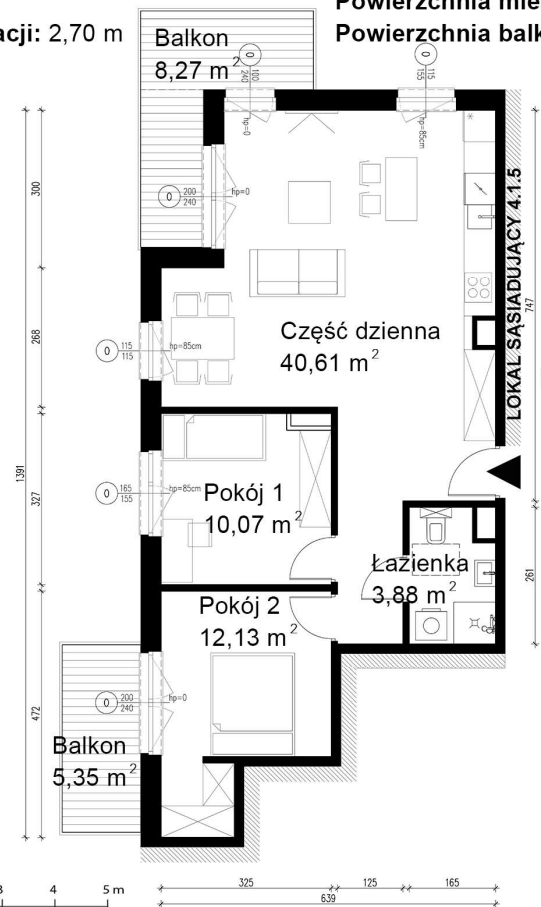 Powierzchnia mie
acji: 2,70 m
Powierzchnia balk
Balkon
8,27 m²
O 100 240
hp=0
O 115 155
hp=85cm
O 200 240
hp=0
300
LOKAL SĄSIADUJĄCY 4.1.5
747
268
O 115 115
hp=85cm
Część dzienna
40,61 m²
1391
327
O 165 155
hp=85cm
Pokój 1
10,07 m²
Łazienka
3,88 m²
261
Pokój 2
12,13 m²
472
O 200 240
hp=0
Balkon
5,35 m²
3 4 5 m
325 125 165
639